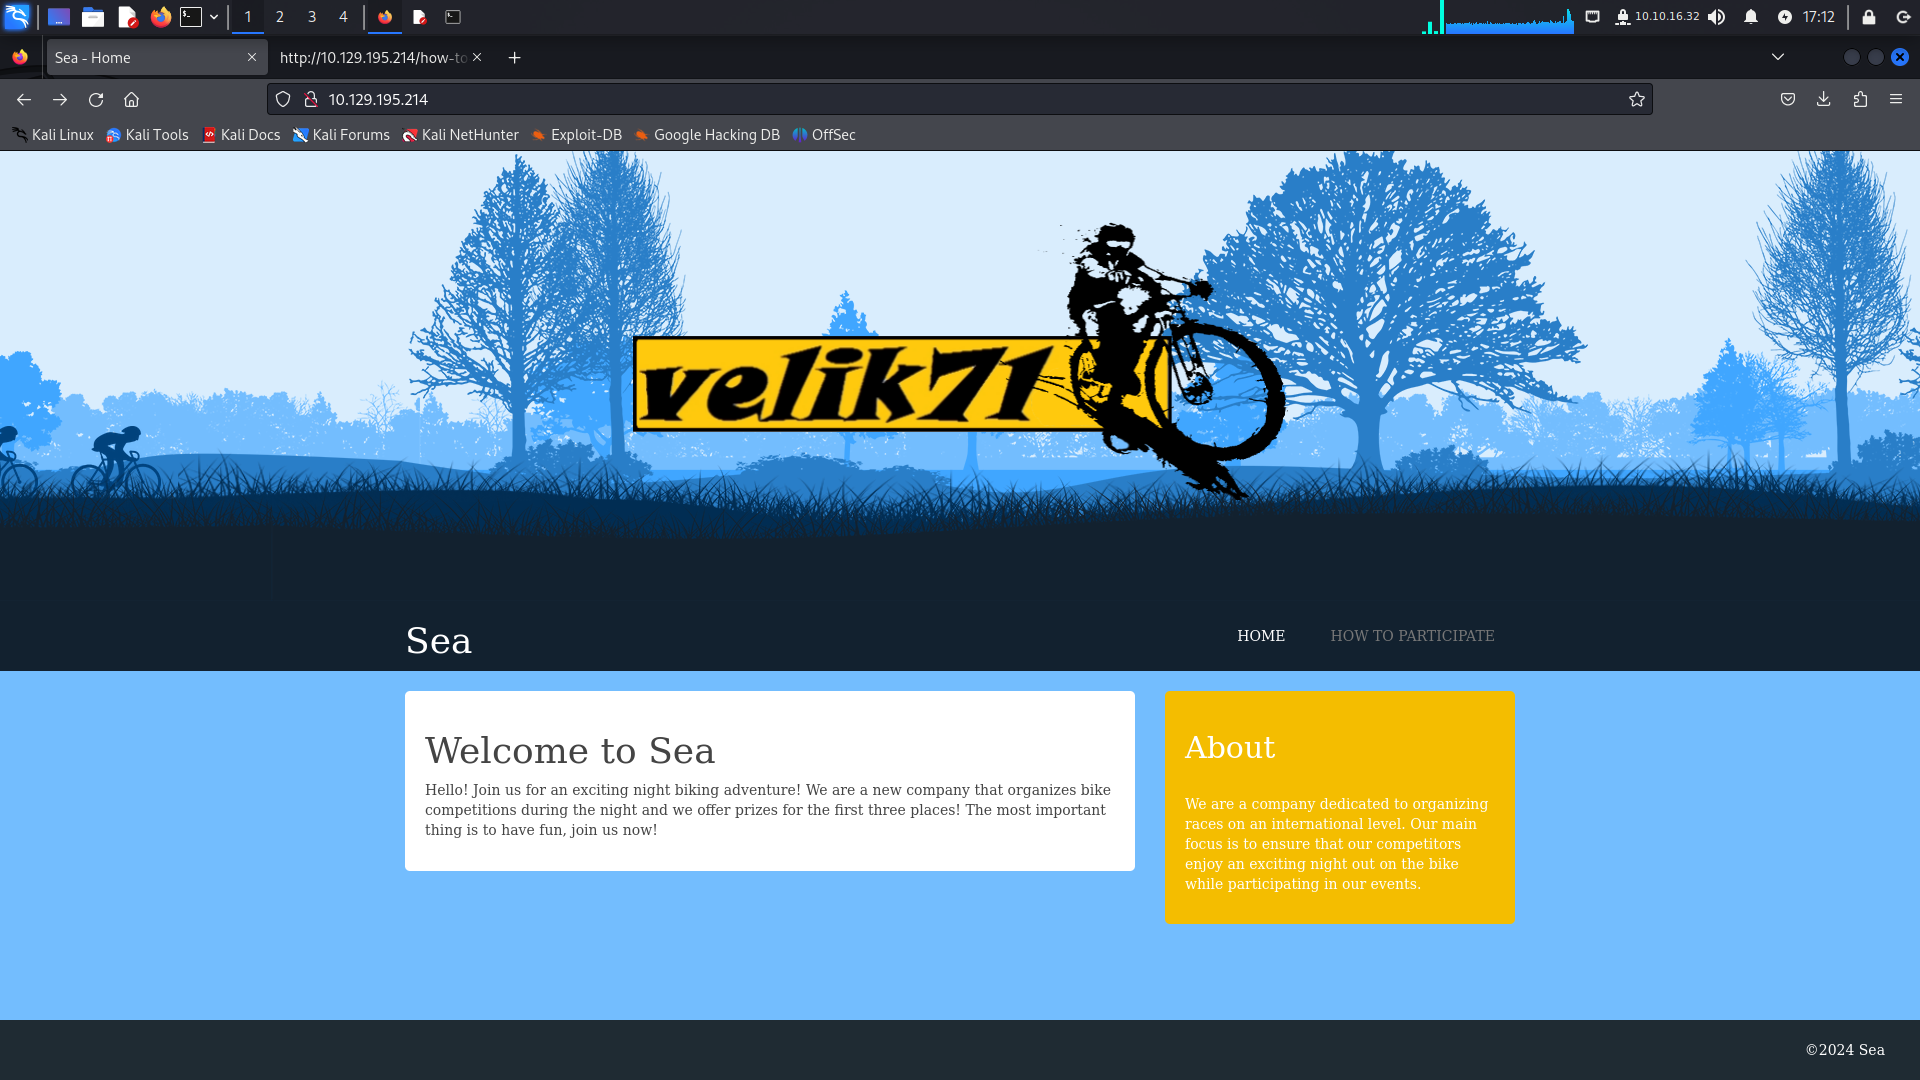 1 2 3 4
10.10.16.32 17:12
Sea - Home
http://10.129.195.214/how-to
10.129.195.214
Kali Linux Kali Tools Kali Docs Kali Forums Kali NetHunter Exploit-DB Google Hacking DB OffSec
velik71
Sea
HOME HOW TO PARTICIPATE
Welcome to Sea
Hello! Join us for an exciting night biking adventure! We are a new company that organizes bike
competitions during the night and we offer prizes for the first three places! The most important
thing is to have fun, join us now!
About
We are a company dedicated to organizing
races on an international level. Our main
focus is to ensure that our competitors
enjoy an exciting night out on the bike
while participating in our events.
©2024 Sea